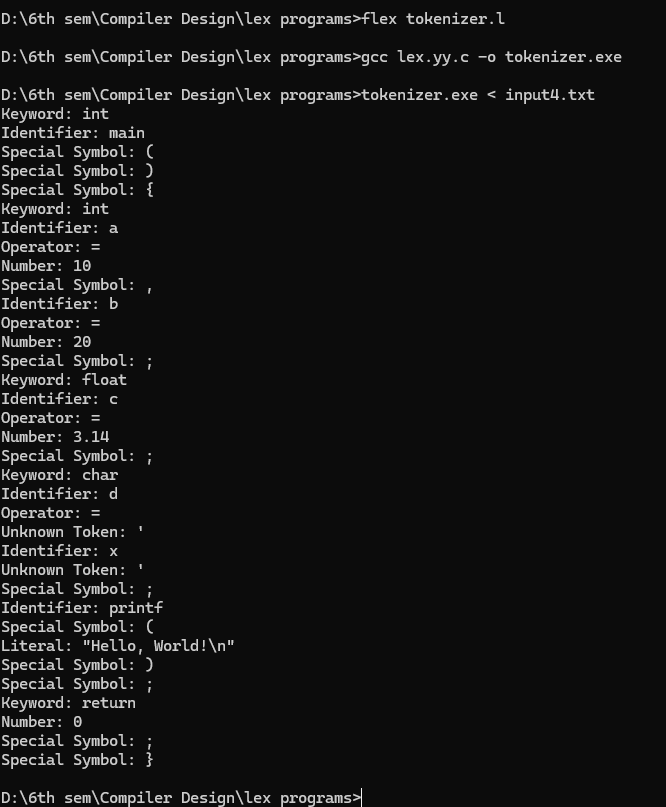 D:\6th sem\Compiler Design\lex programs>flex tokenizer.l
D:\6th sem\Compiler Design\lex programs>gcc lex.yy.c -o tokenizer.exe
D:\6th sem\Compiler Design\lex programs>tokenizer.exe < input4.txt
Keyword: int
Identifier: main
Special Symbol: (
Special Symbol: )
Special Symbol: {
Keyword: int
Identifier: a
Operator: =
Number: 10
Special Symbol: ,
Identifier: b
Operator: =
Number: 20
Special Symbol: ;
Keyword: float
Identifier: c
Operator: =
Number: 3.14
Special Symbol: ;
Keyword: char
Identifier: d
Operator: =
Unknown Token: '
Identifier: x
Unknown Token: '
Special Symbol: ;
Identifier: printf
Special Symbol: (
Literal: "Hello, World!\n"
Special Symbol: )
Special Symbol: ;
Keyword: return
Number: 0
Special Symbol: ;
Special Symbol: }
D:\6th sem\Compiler Design\lex programs>